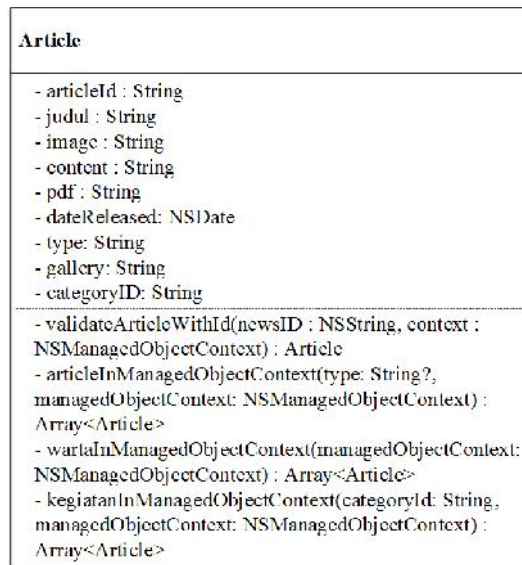 Article
- articleId : String
- judul : String
- image : String
- content : String
- pdf : String
- dateReleased: NSDate
- type: String
- gallery: String
- categoryID: String
- validateArticleWithId(newsID : NSString, context :
NSManagedObjectContext) : Article
- articleInManagedObjectContext(type: String?,
managedObjectContext: NSManagedObjectContext) :
Array<Article>
- wartaInManagedObjectContext(managedObjectContext:
NSManagedObjectContext) : Array<Article>
- kegiatanInManagedObjectContext(categoryId: String,
managedObjectContext: NSManagedObjectContext) :
Array<Article>